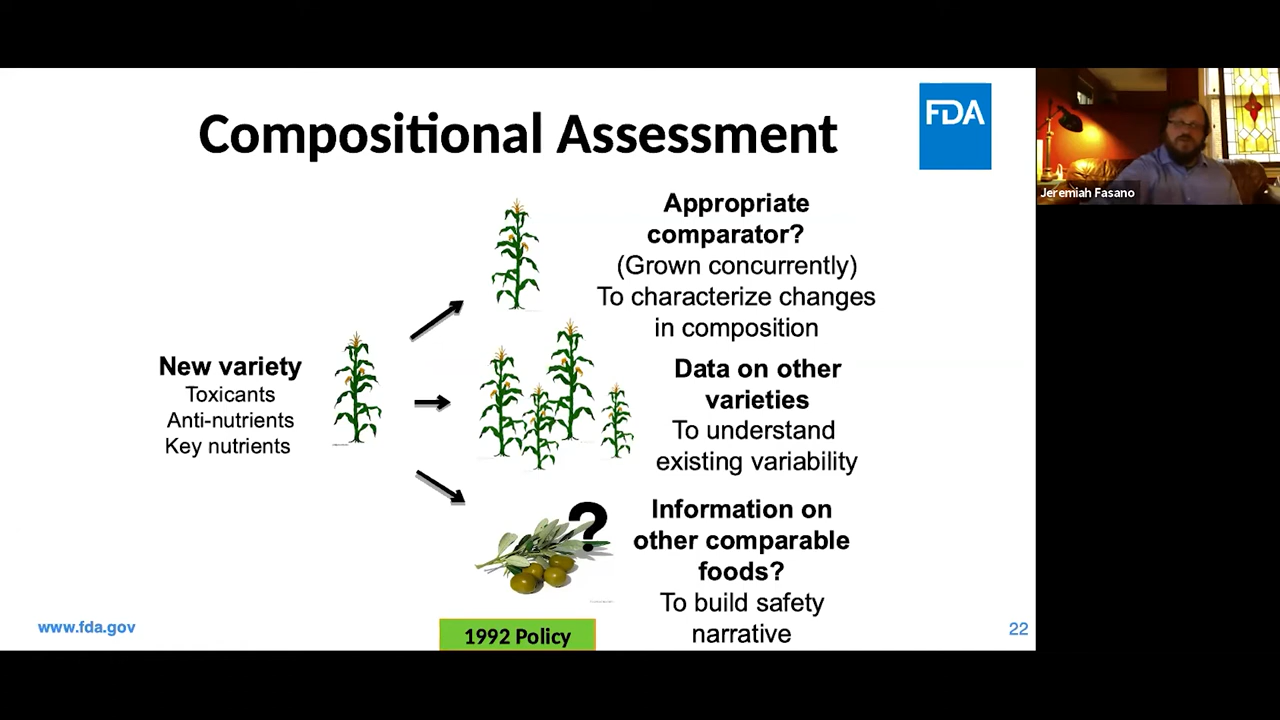 Compositional Assessment
FDA
Jeremiah Fasano
Appropriate
comparator?
(Grown concurrently)
To characterize changes
in composition
New variety
Toxicants
Anti-nutrients
Key nutrients
Data on other
varieties
To understand
existing variability
?
Information on
other comparable
foods?
To build safety
narrative
www.fda.gov
1992 Policy
22